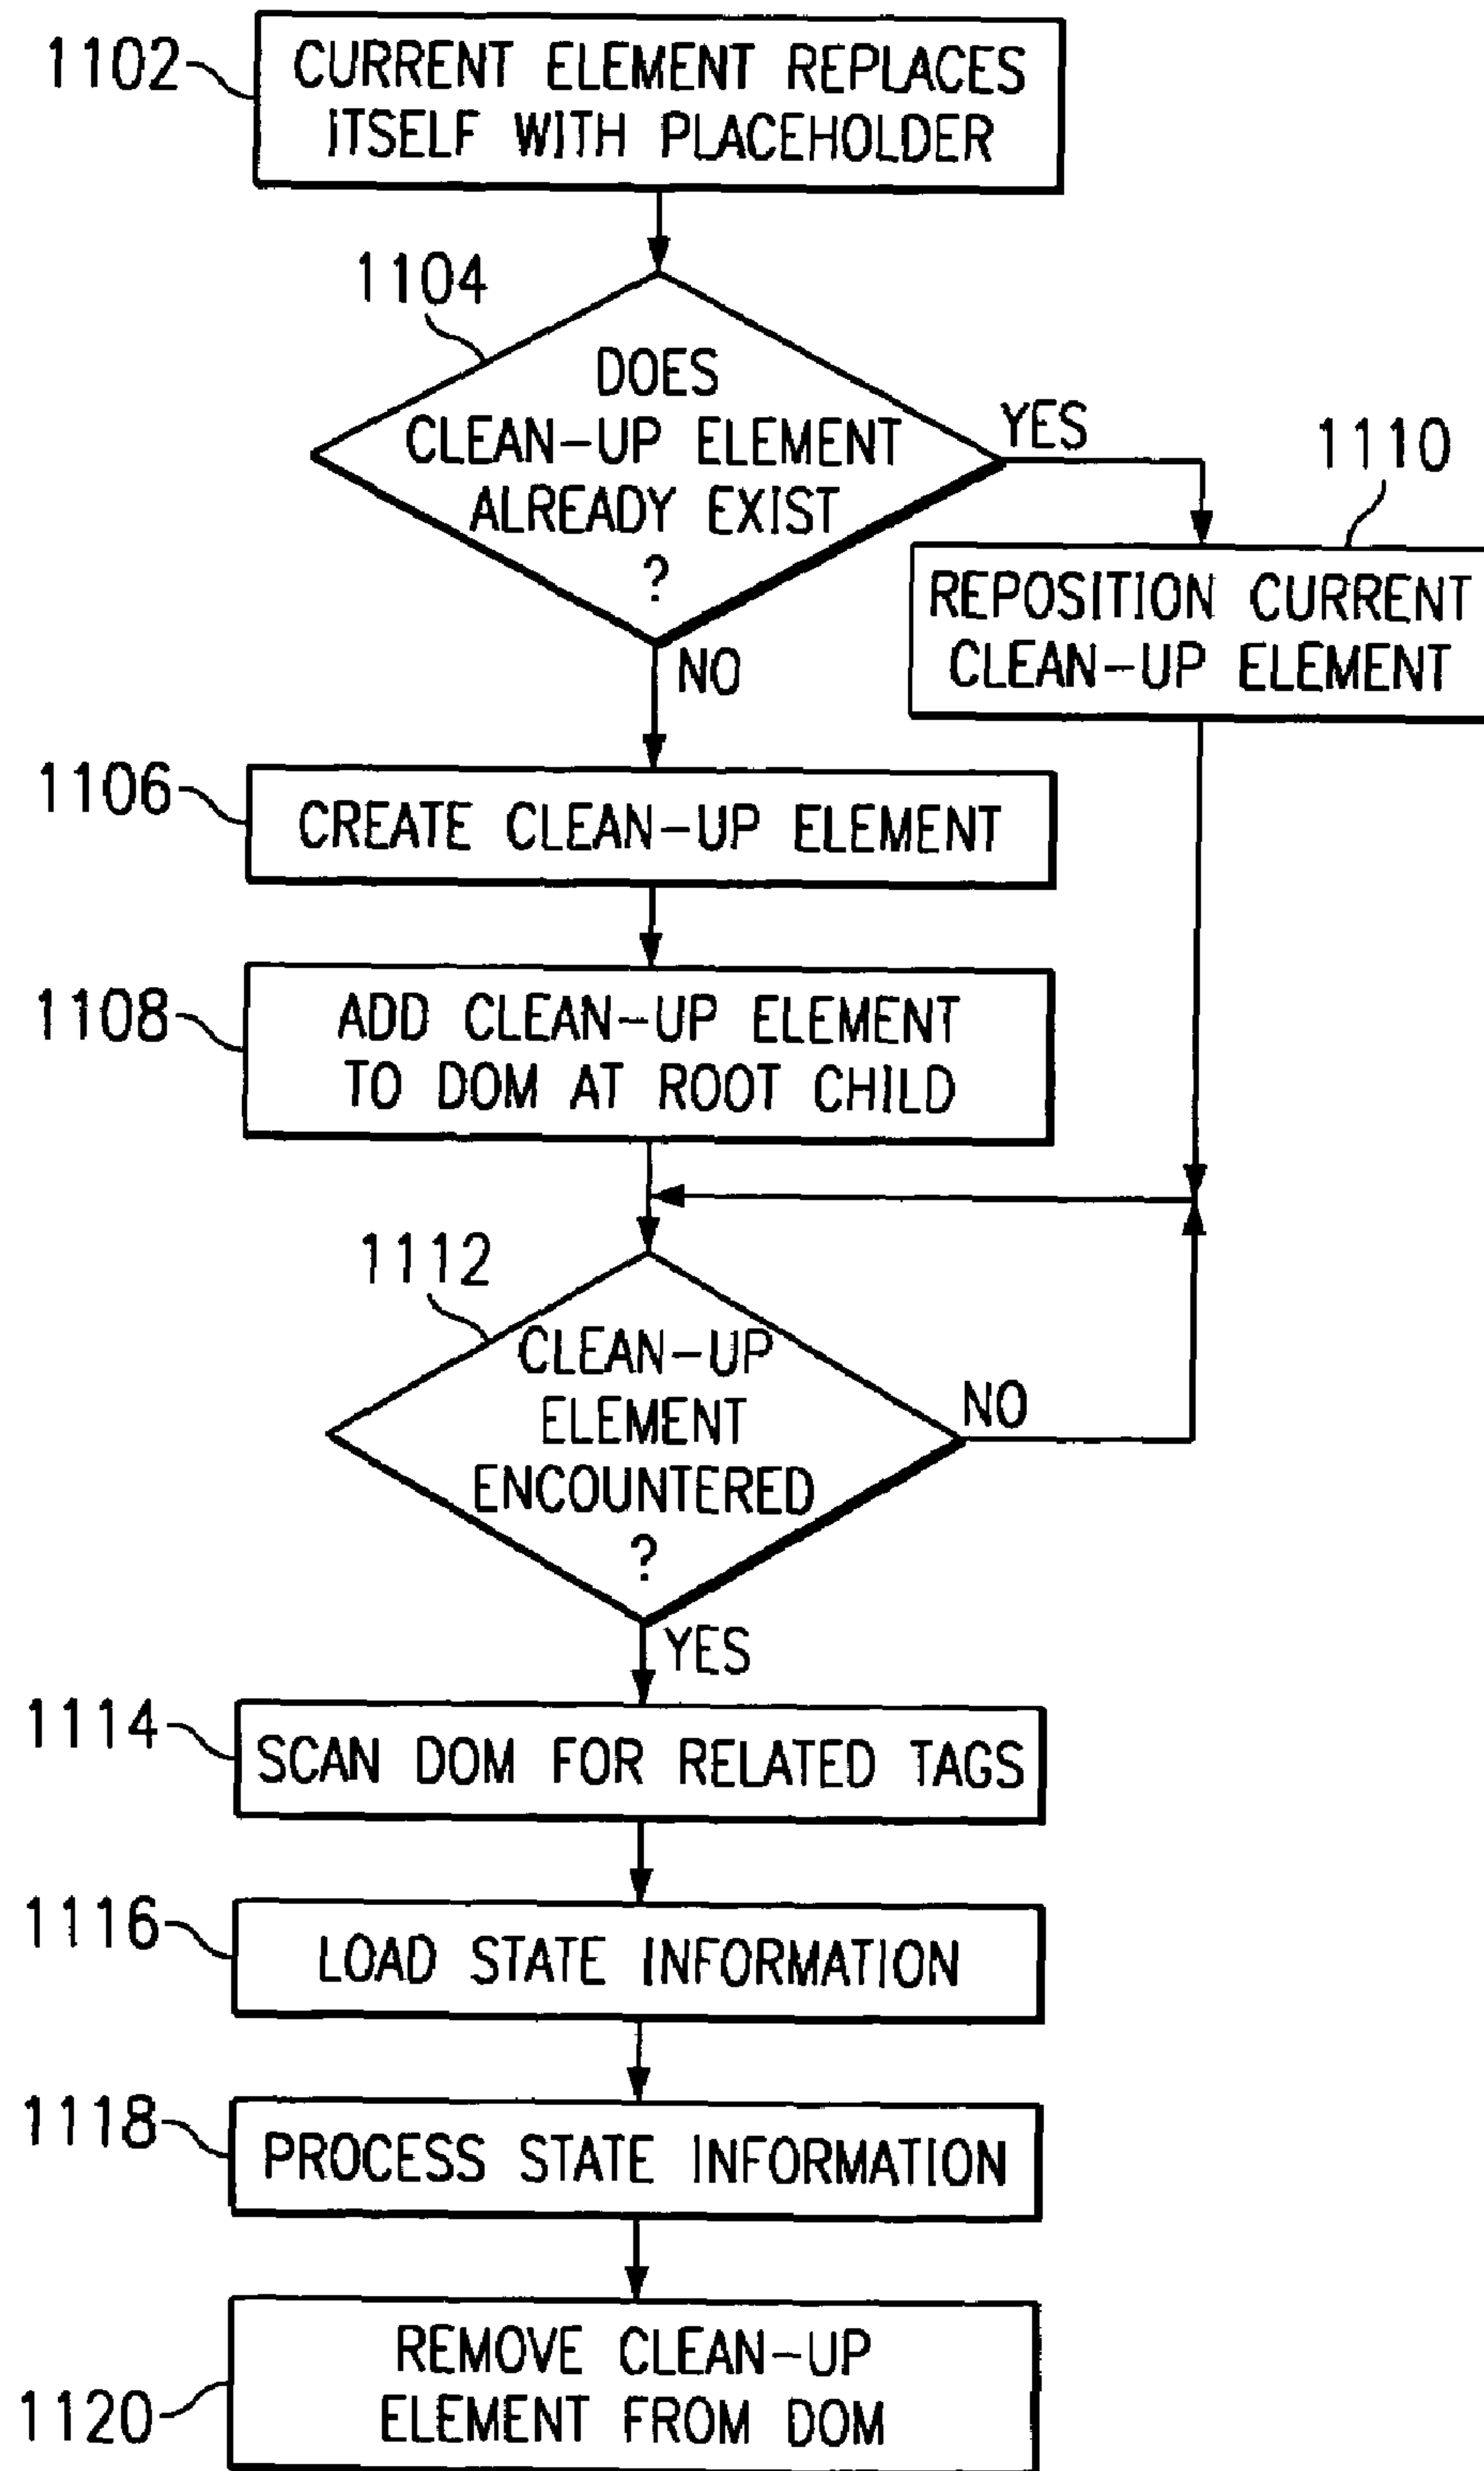 1102
CURRENT ELEMENT REPLACES
ITSELF WITH PLACEHOLDER
1104
DOES
CLEAN-UP ELEMENT
ALREADY EXIST
?
YES
1110
REPOSITION CURRENT
CLEAN-UP ELEMENT
NO
1106
CREATE CLEAN-UP ELEMENT
1108
ADD CLEAN-UP ELEMENT
TO DOM AT ROOT CHILD
1112
CLEAN-UP
ELEMENT
ENCOUNTERED
?
NO
YES
1114
SCAN DOM FOR RELATED TAGS
1116
LOAD STATE INFORMATION
1118
PROCESS STATE INFORMATION
1120
REMOVE CLEAN-UP
ELEMENT FROM DOM